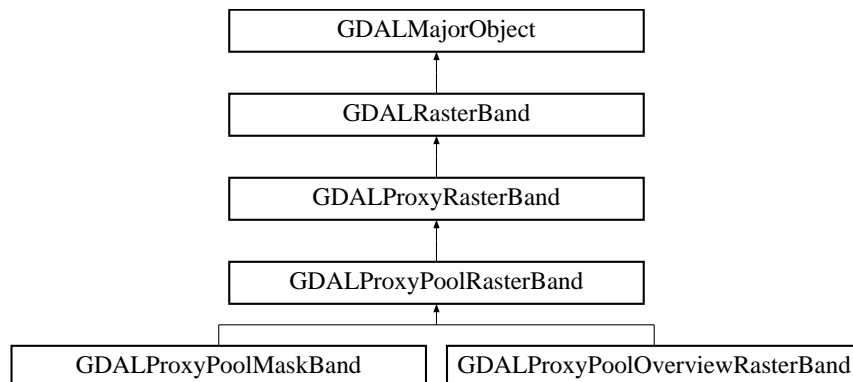 GDALMajorObject
GDALRasterBand
GDALProxyRasterBand
GDALProxyPoolRasterBand
GDALProxyPoolMaskBand
GDALProxyPoolOverviewRasterBand